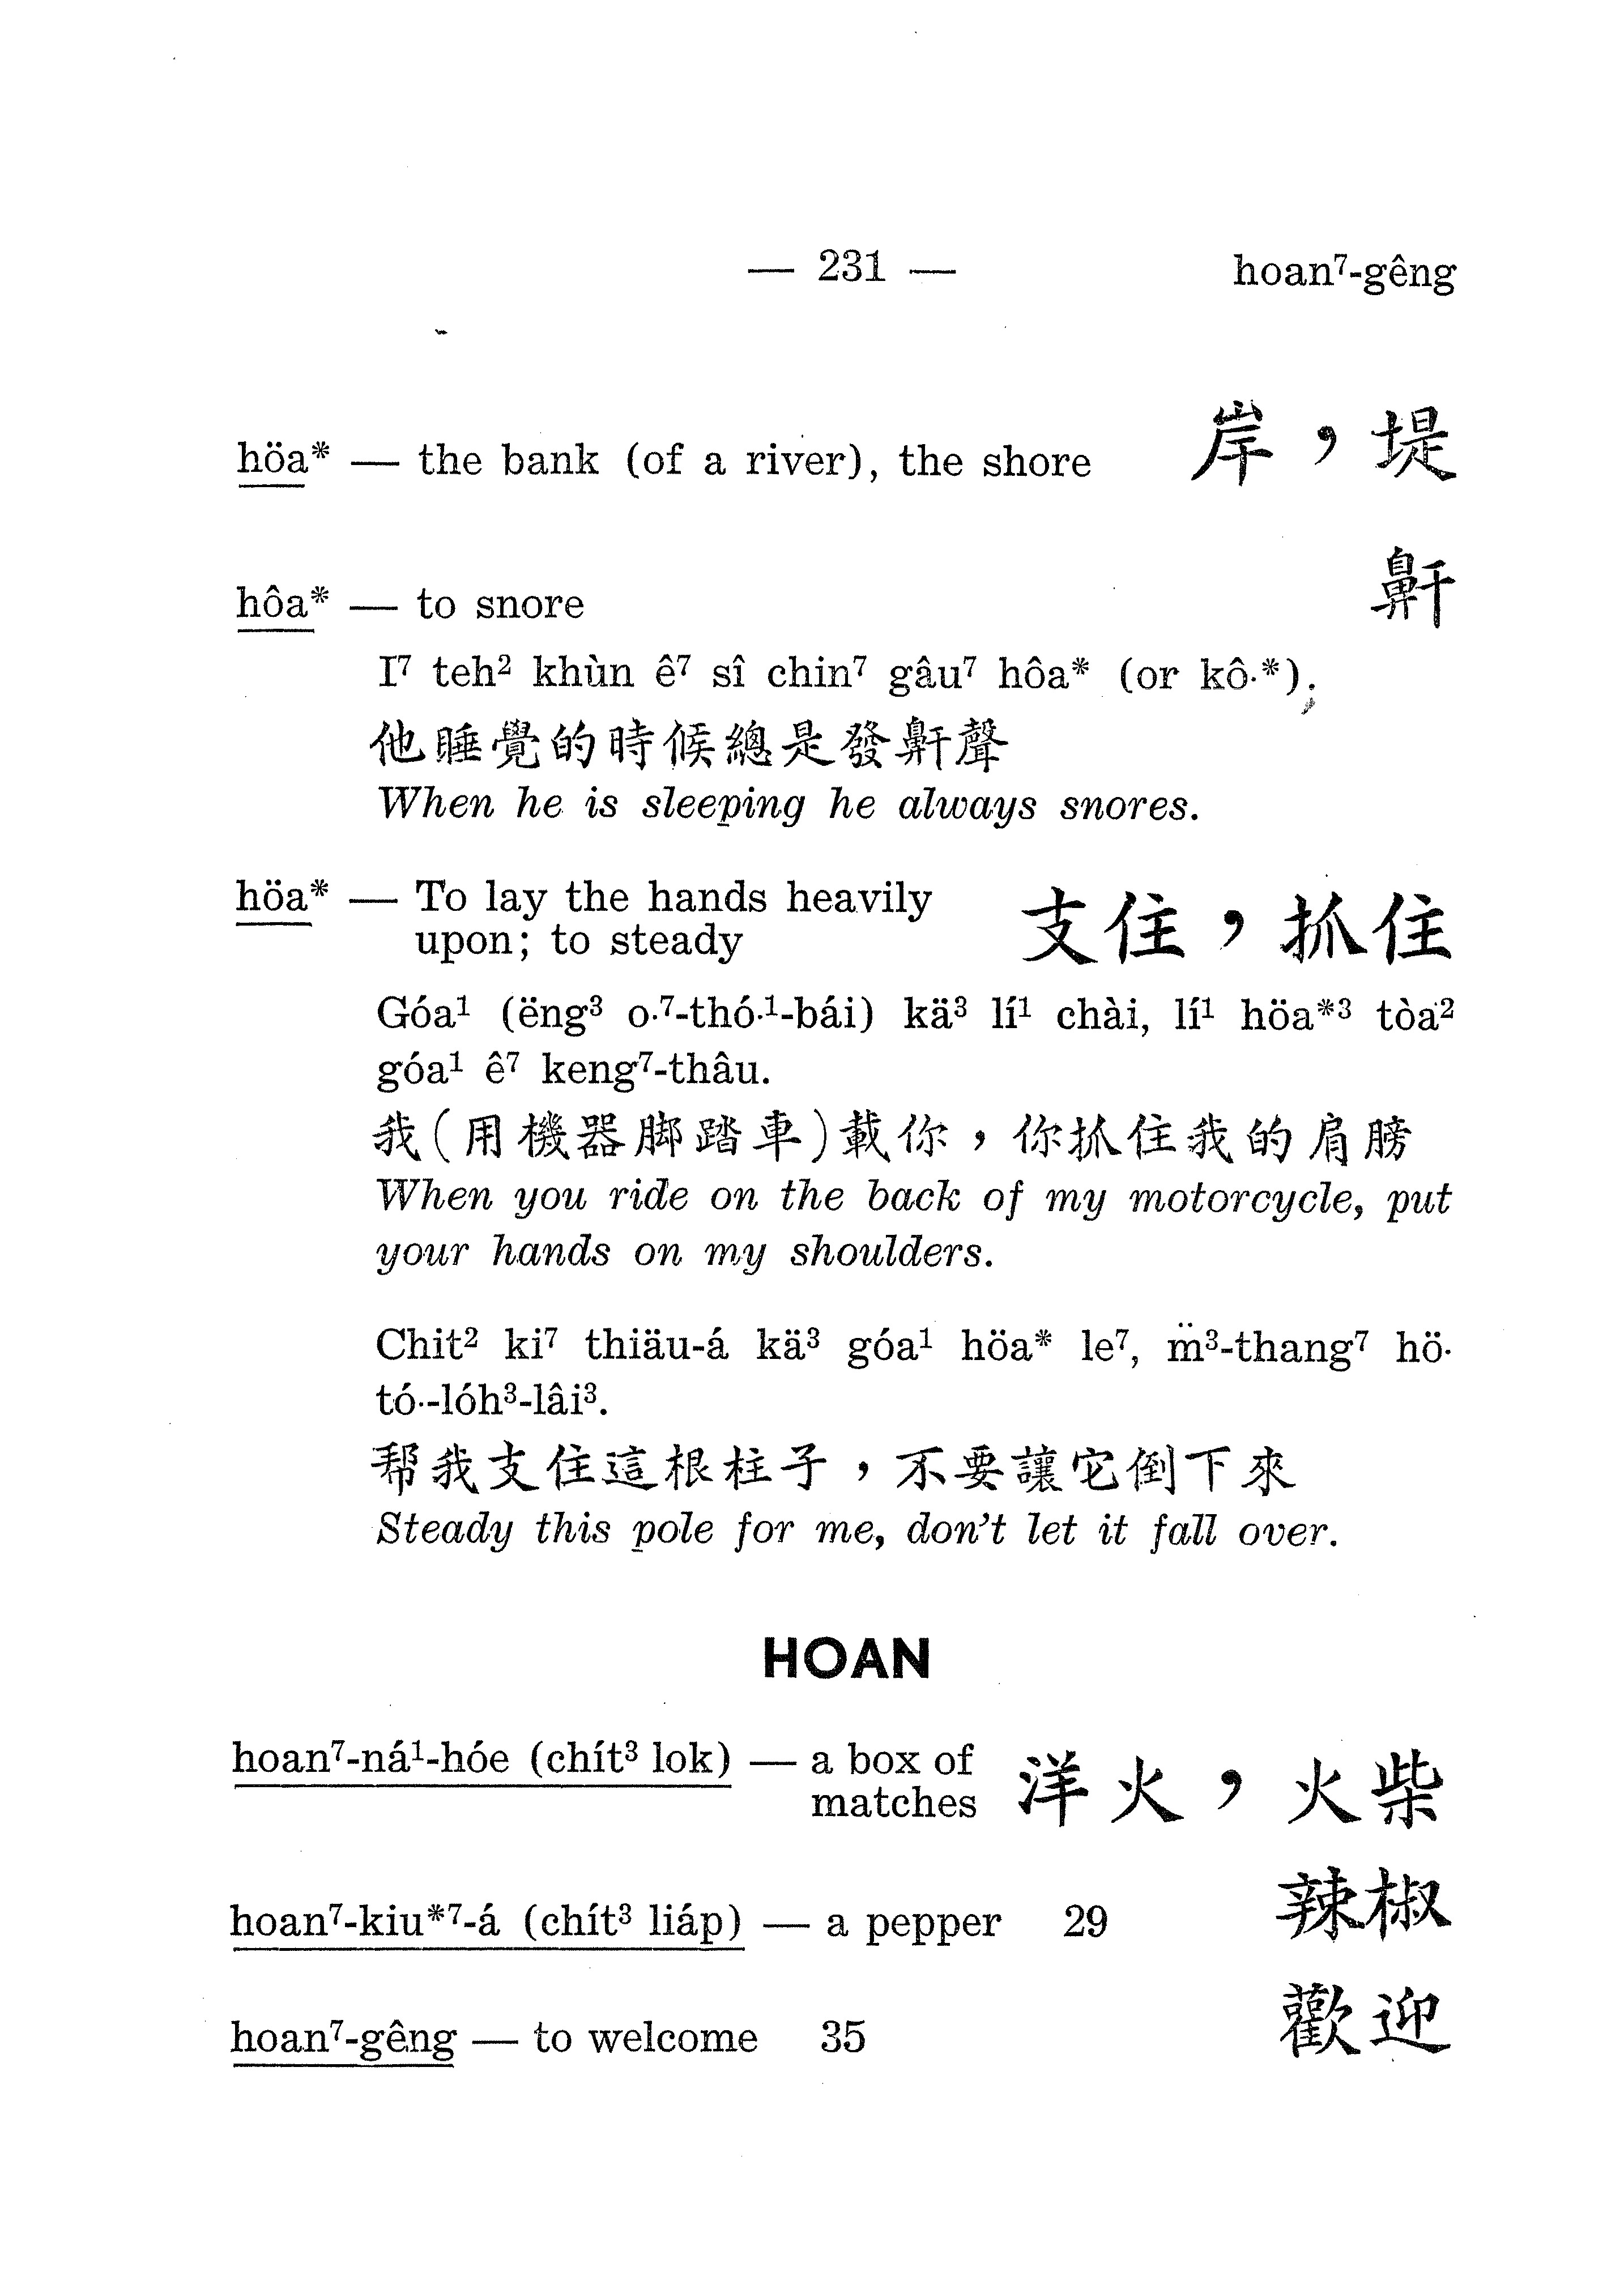 — 231 —
hoan⁷-gêng
höa* — the bank (of a river), the shore 岸，堤
hôa* — to snore 鼾
I⁷ teh² khùn ê⁷ sî chin⁷ gâu⁷ hôa* (or kô·*).
他睡覺的時候總是發鼾聲
When he is sleeping he always snores.
höa* — To lay the hands heavily
upon; to steady 支住，抓住
Góa¹ (ëng³ o·⁷-thó·¹-bái) kä³ lí¹ chài, lí¹ höa*³ tòa²
góa¹ ê⁷ keng⁷-thâu.
我(用機器脚踏車)載你，你抓住我的肩膀
When you ride on the back of my motorcycle, put
your hands on my shoulders.
Chit² ki⁷ thiäu-á kä³ góa¹ höa* le⁷, m̈³-thang⁷ hö·
tó·-lóh³-lâi³.
帮我支住這根柱子，不要讓它倒下來
Steady this pole for me, don't let it fall over.
HOAN
hoan⁷-ná¹-hóe (chít³ lok) — a box of
matches 洋火，火柴
hoan⁷-kiu*⁷-á (chít³ liáp) — a pepper 29 辣椒
hoan⁷-gêng — to welcome 35 歡迎